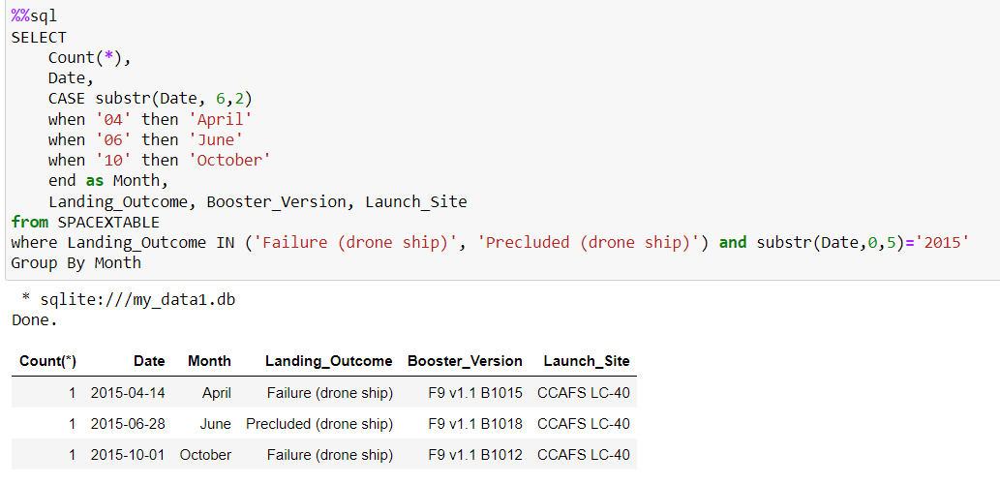 %%sql
SELECT
    Count(*),
    Date,
    CASE substr(Date, 6,2)
    when '04' then 'April'
    when '06' then 'June'
    when '10' then 'October'
    end as Month,
    Landing_Outcome, Booster_Version, Launch_Site
from SPACEXTABLE
where Landing_Outcome IN ('Failure (drone ship)', 'Precluded (drone ship)') and substr(Date,0,5)='2015'
Group By Month
* sqlite:///my_data1.db
Done.
Count(*) Date Month Landing_Outcome Booster_Version Launch_Site
1 2015-04-14 April Failure (drone ship) F9 v1.1 B1015 CCAFS LC-40
1 2015-06-28 June Precluded (drone ship) F9 v1.1 B1018 CCAFS LC-40
1 2015-10-01 October Failure (drone ship) F9 v1.1 B1012 CCAFS LC-40